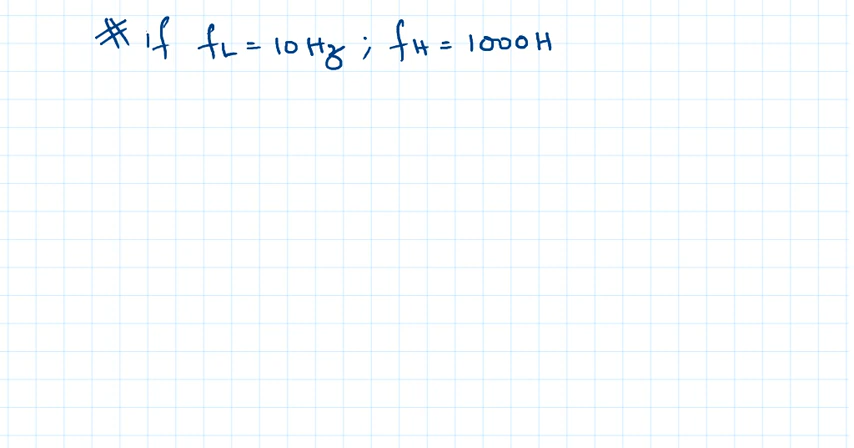 # if fL = 10 Hz ; fH = 1000 H